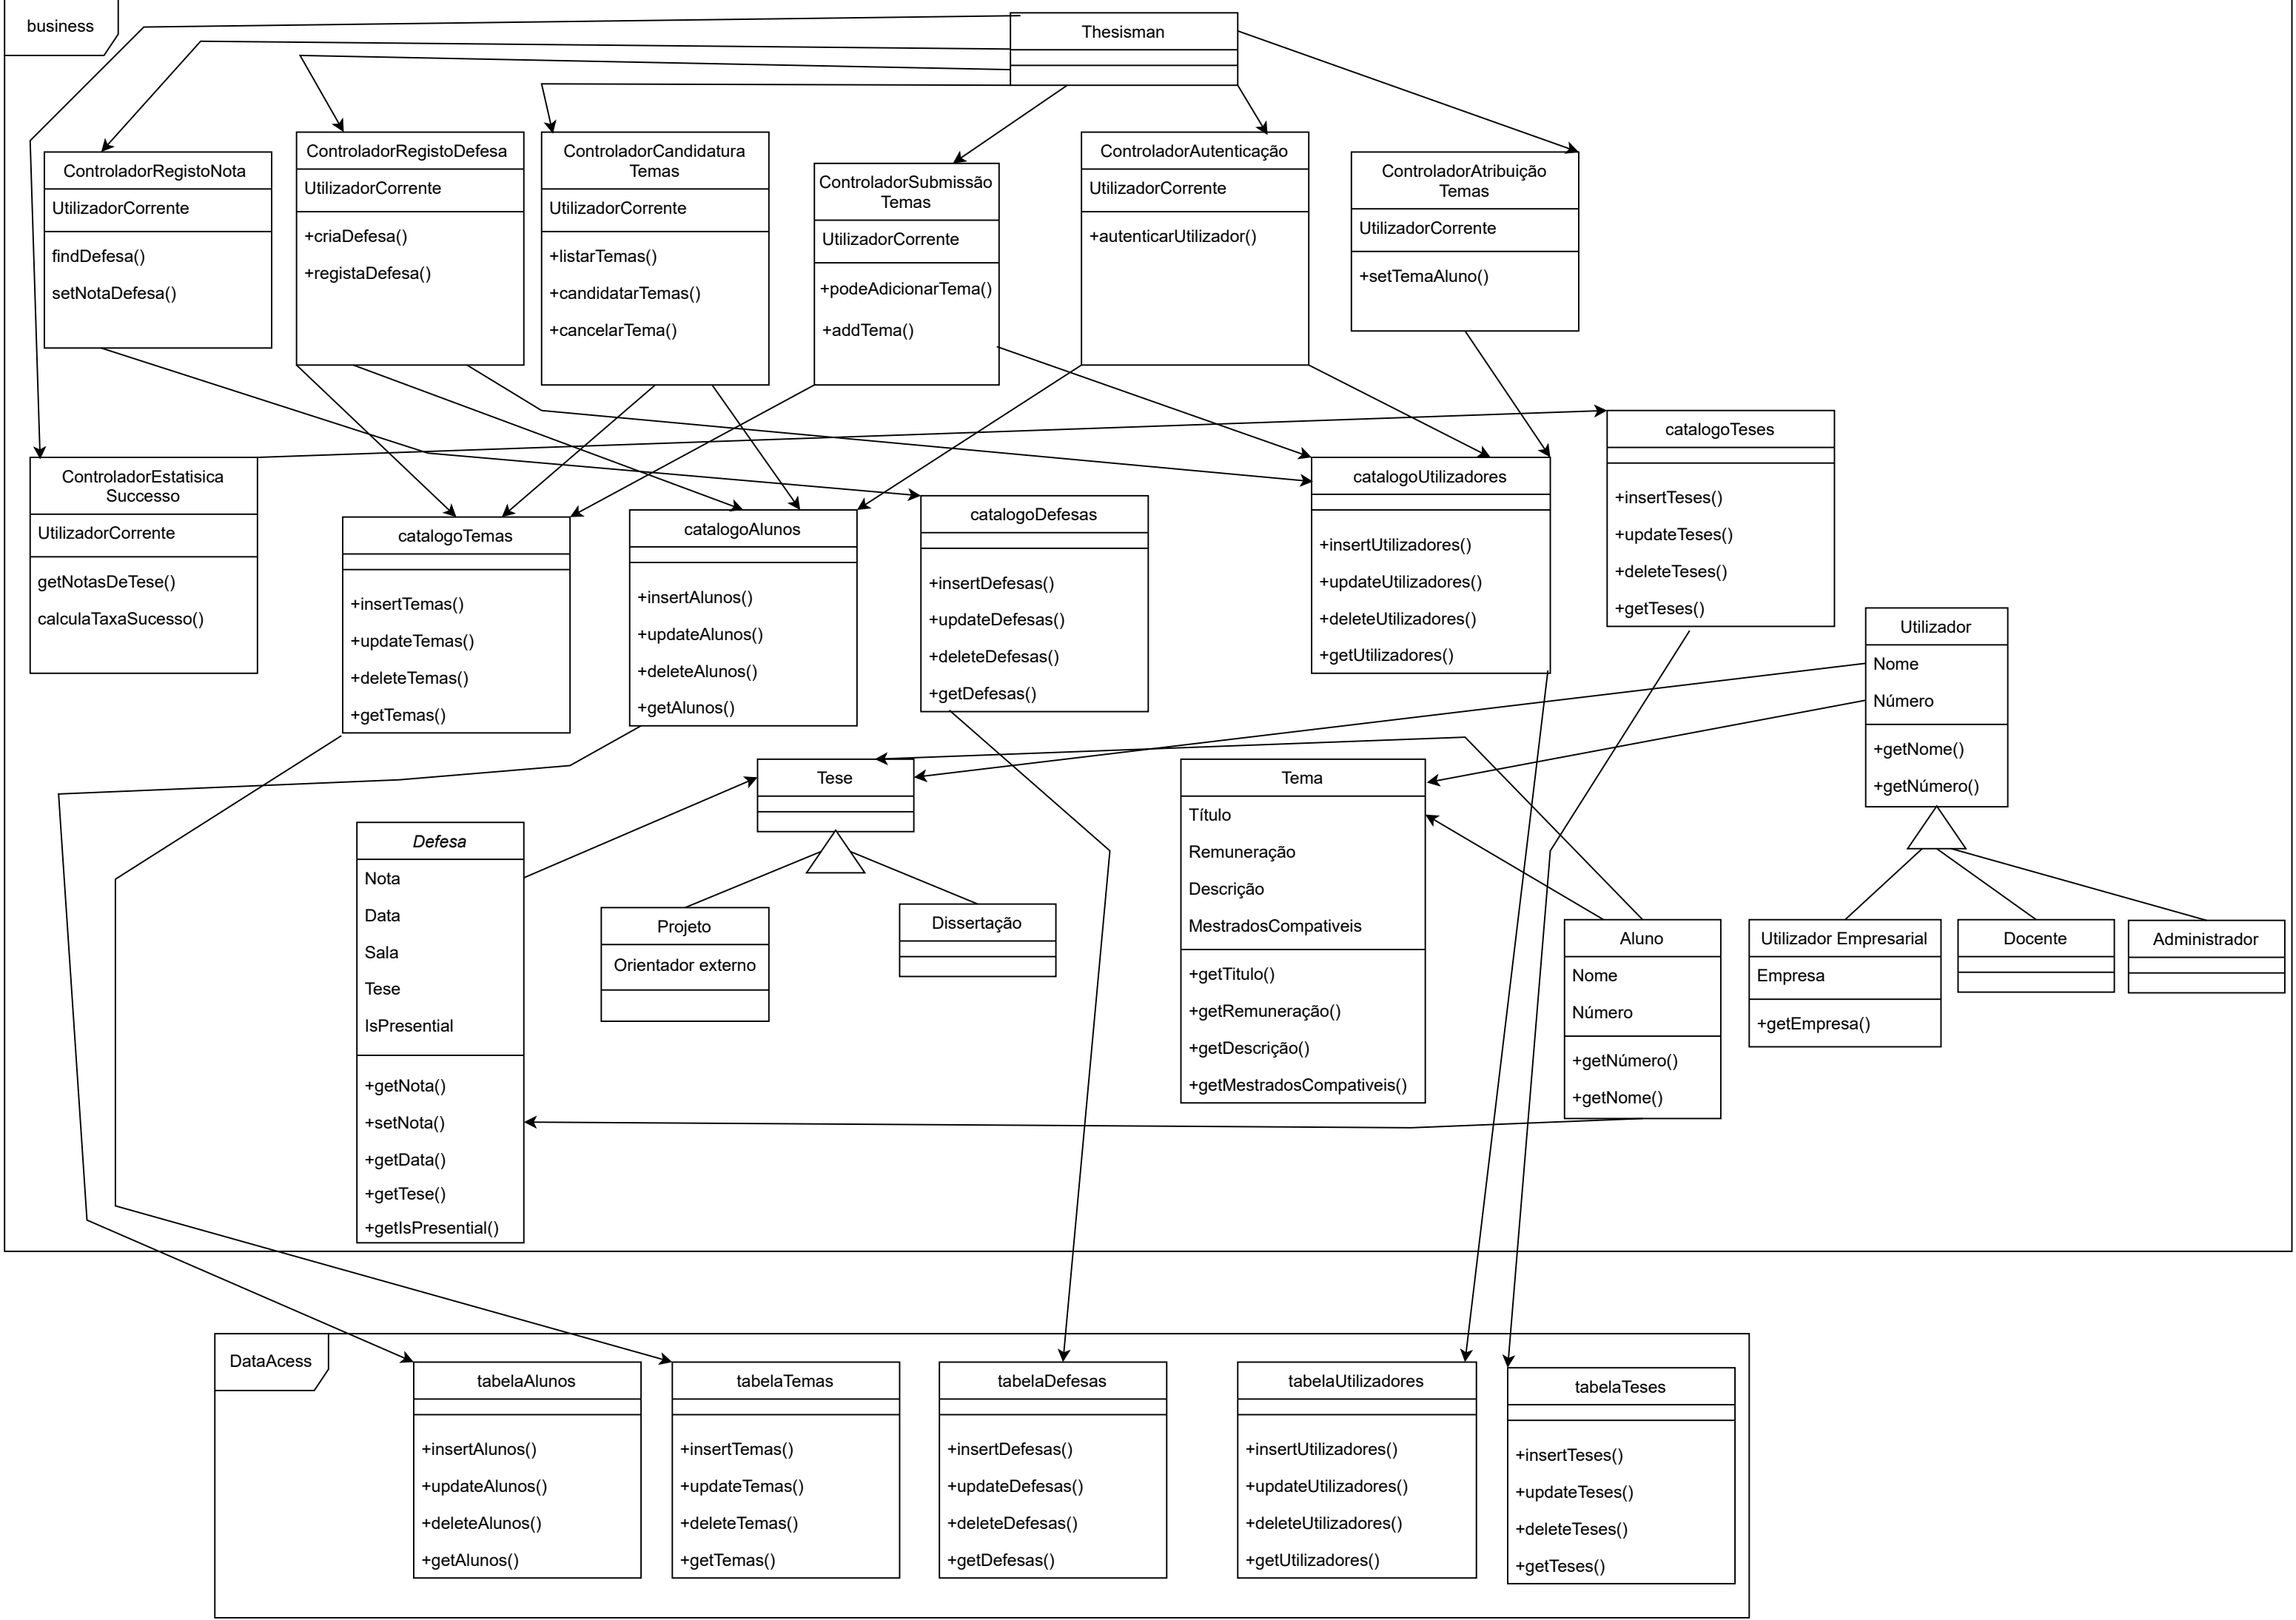 business
Thesisman
ControladorRegistoNota
UtilizadorCorrente
findDefesa()
setNotaDefesa()
ControladorRegistoDefesa
UtilizadorCorrente
+criaDefesa()
+registaDefesa()
ControladorCandidatura
Temas
UtilizadorCorrente
+listarTemas()
+candidatarTemas()
+cancelarTema()
ControladorSubmissão
Temas
UtilizadorCorrente
+podeAdicionarTema()
+addTema()
ControladorAutenticação
UtilizadorCorrente
+autenticarUtilizador()
ControladorAtribuição
Temas
UtilizadorCorrente
+setTemaAluno()
ControladorEstatisica
Successo
UtilizadorCorrente
getNotasDeTese()
calculaTaxaSucesso()
catalogoTemas
+insertTemas()
+updateTemas()
+deleteTemas()
+getTemas()
catalogoAlunos
+insertAlunos()
+updateAlunos()
+deleteAlunos()
+getAlunos()
catalogoDefesas
+insertDefesas()
+updateDefesas()
+deleteDefesas()
+getDefesas()
catalogoUtilizadores
+insertUtilizadores()
+updateUtilizadores()
+deleteUtilizadores()
+getUtilizadores()
catalogoTeses
+insertTeses()
+updateTeses()
+deleteTeses()
+getTeses()
Utilizador
Nome
Número
+getNome()
+getNúmero()
Defesa
Nota
Data
Sala
Tese
IsPresential
+getNota()
+setNota()
+getData()
+getTese()
+getIsPresential()
Tese
Projeto
Orientador externo
Dissertação
Tema
Título
Remuneração
Descrição
MestradosCompativeis
+getTitulo()
+getRemuneração()
+getDescrição()
+getMestradosCompativeis()
Aluno
Nome
Número
+getNúmero()
+getNome()
Utilizador Empresarial
Empresa
+getEmpresa()
Docente
Administrador
DataAcess
tabelaAlunos
+insertAlunos()
+updateAlunos()
+deleteAlunos()
+getAlunos()
tabelaTemas
+insertTemas()
+updateTemas()
+deleteTemas()
+getTemas()
tabelaDefesas
+insertDefesas()
+updateDefesas()
+deleteDefesas()
+getDefesas()
tabelaUtilizadores
+insertUtilizadores()
+updateUtilizadores()
+deleteUtilizadores()
+getUtilizadores()
tabelaTeses
+insertTeses()
+updateTeses()
+deleteTeses()
+getTeses()